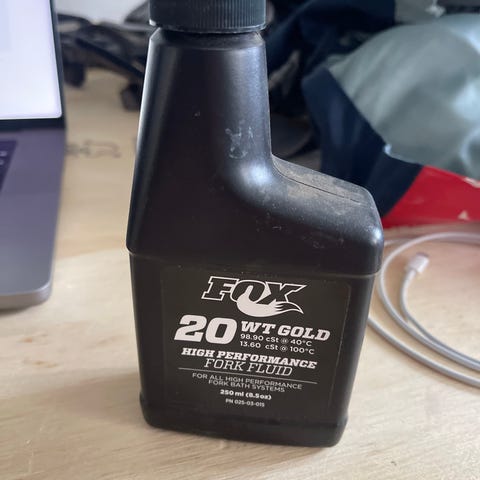 FOX
20 WT GOLD
98.90 cSt @ 40°C
13.60 cSt @ 100°C
HIGH PERFORMANCE
FORK FLUID
FOR ALL HIGH PERFORMANCE
FORK BATH SYSTEMS
250 ml (8.5oz)
PN 025-03-015